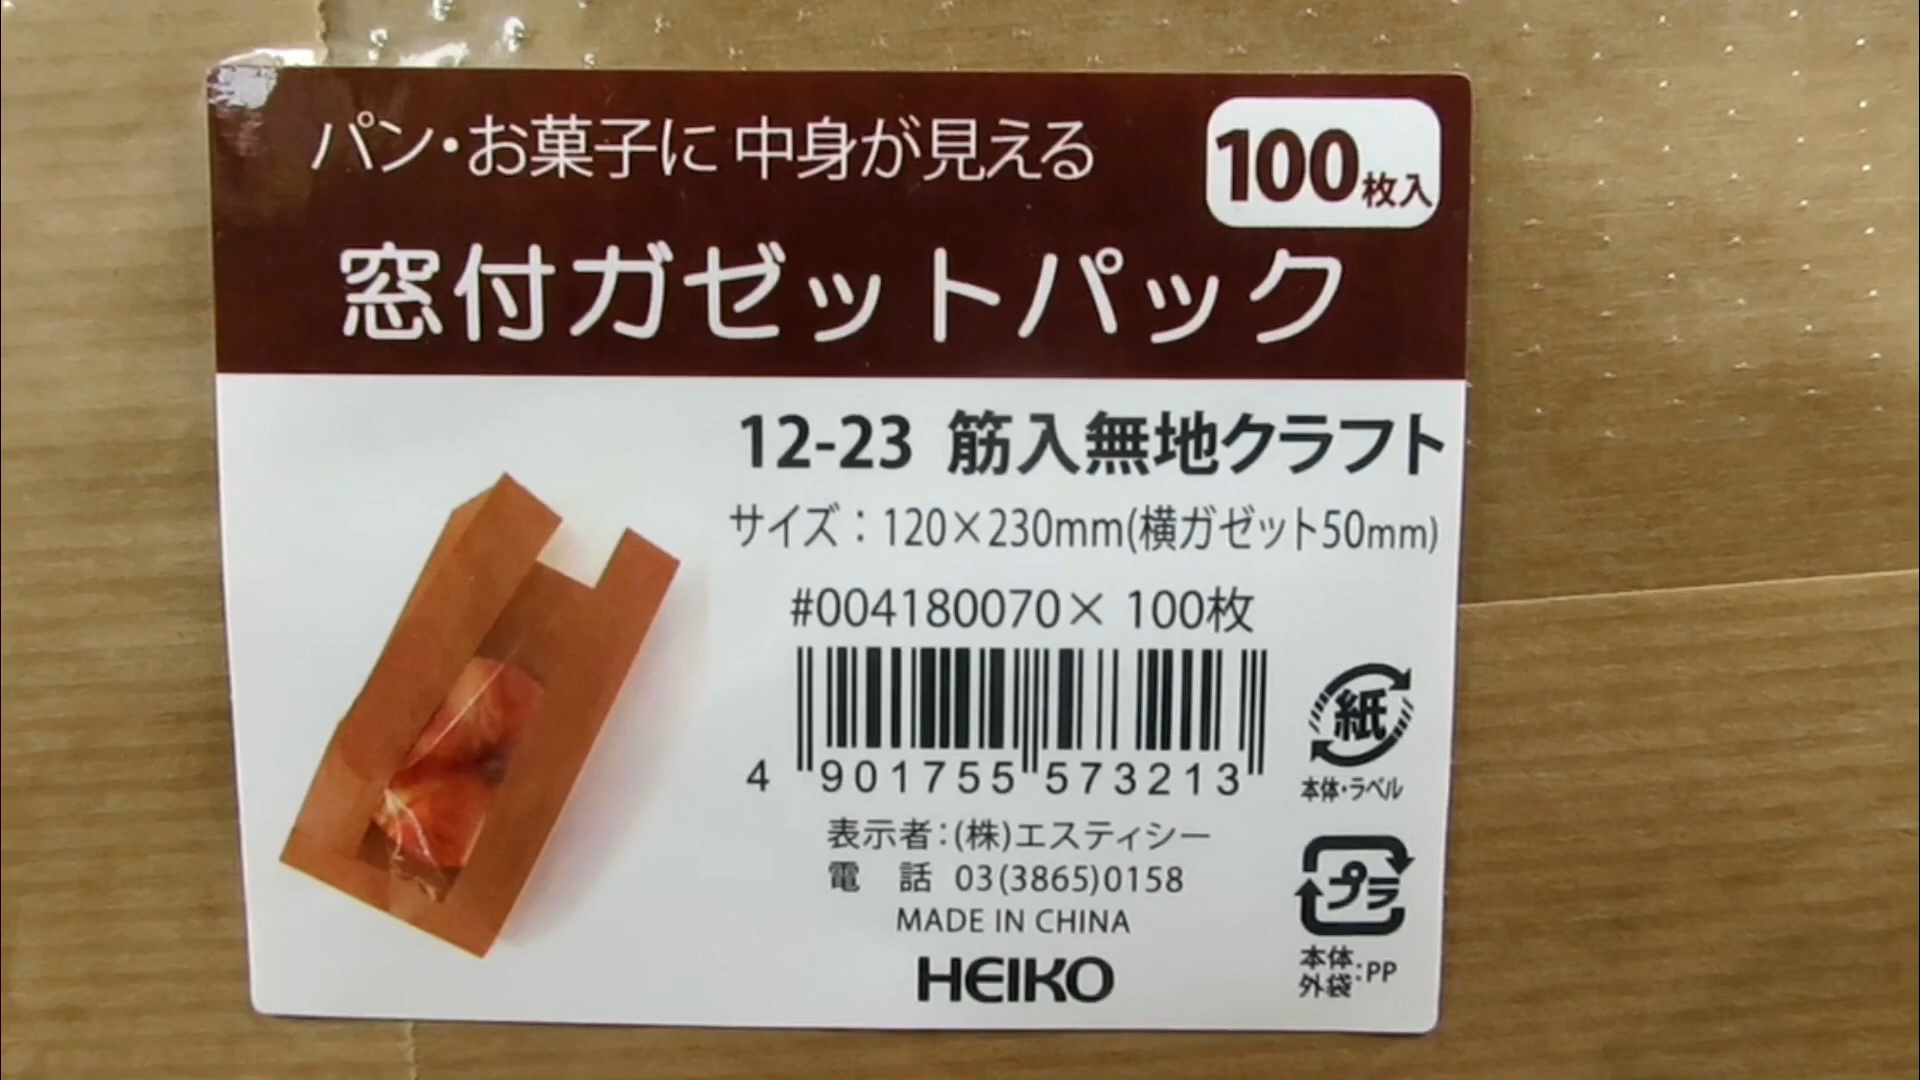 パン・お菓子に 中身が見える
100枚入
窓付ガゼットパック
12-23 筋入無地クラフト
サイズ：120×230mm(横ガゼット50mm)
#004180070× 100枚
4 901755 573213
紙
本体・ラベル
表示者：(株)エスティシー
電 話 03(3865)0158
MADE IN CHINA
HEIKO
プラ
本体
外袋：PP